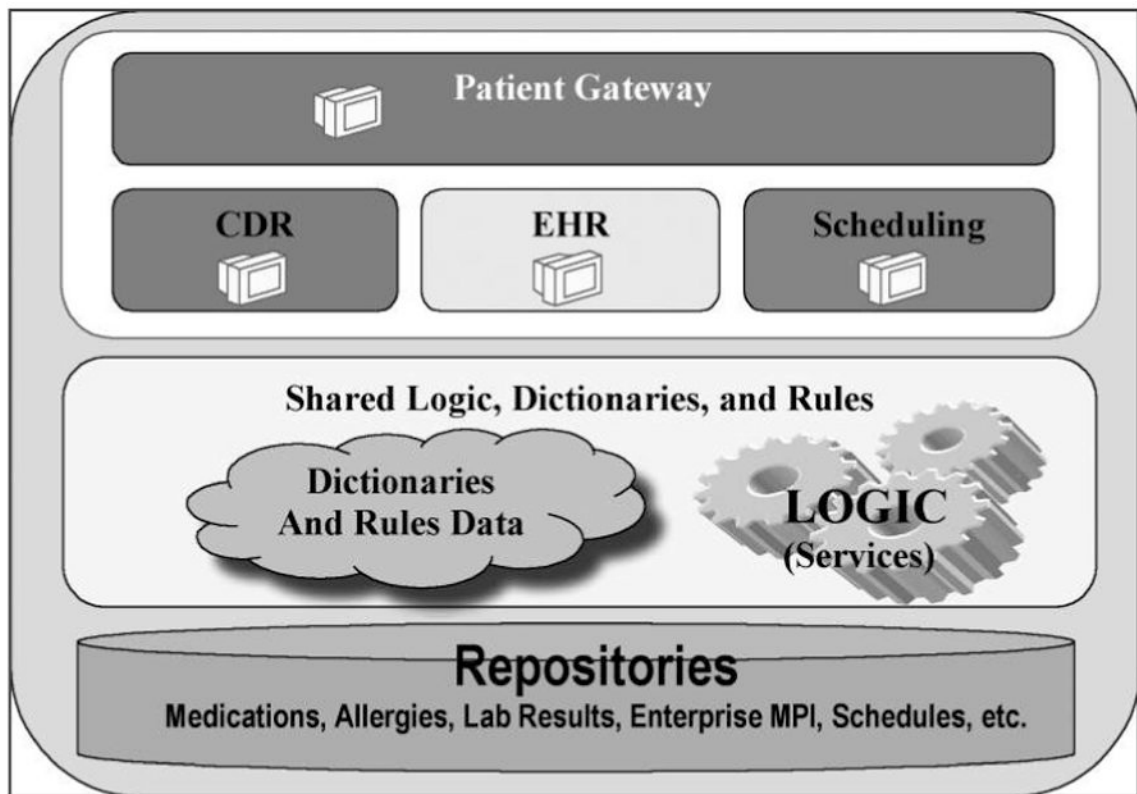 Patient Gateway
CDR
EHR
Scheduling
Shared Logic, Dictionaries, and Rules
Dictionaries
And Rules Data
LOGIC
(Services)
Repositories
Medications, Allergies, Lab Results, Enterprise MPI, Schedules, etc.